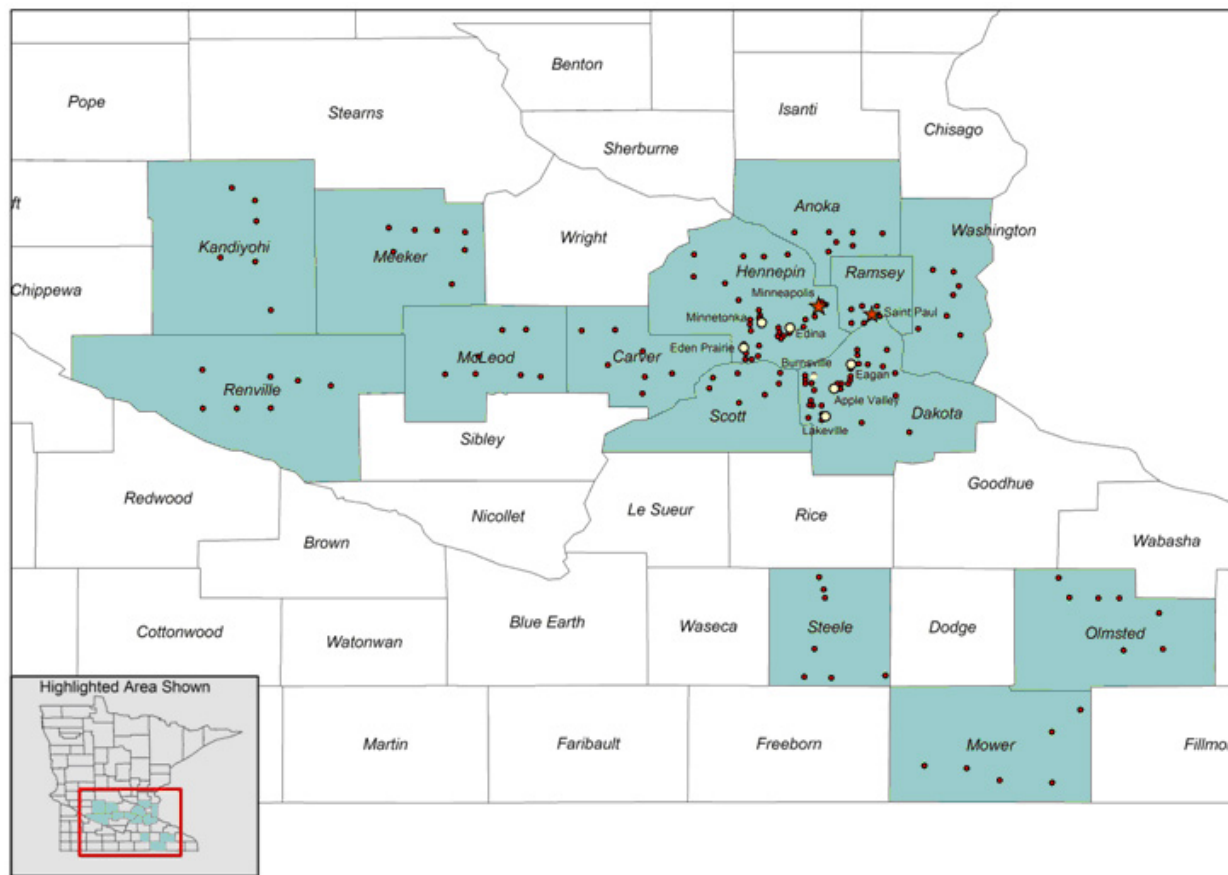 Benton
Pope
Isanti
Stearns
Chisago
Sherburne
ft
Anoka
Washington
Wright
Kandiyohi
Meeker
Hennepin
Ramsey
Chippewa
Minneapolis
Saint Paul
Minnetonka
Edina
Eden Prairie
McLeod
Carver
Burnsville
Eagan
Renville
Apple Valley
Scott
Dakota
Lakeville
Sibley
Goodhue
Redwood
Nicollet
Le Sueur
Rice
Brown
Wabasha
Blue Earth
Waseca
Steele
Dodge
Olmsted
Cottonwood
Watonwan
Highlighted Area Shown
Martin
Faribault
Freeborn
Mower
Fillmo